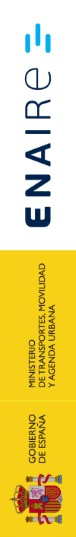 GOBIERNO
DE ESPAÑA
MINISTERIO
DE TRANSPORTES, MOVILIDAD
Y AGENDA URBANA
ENAIRE